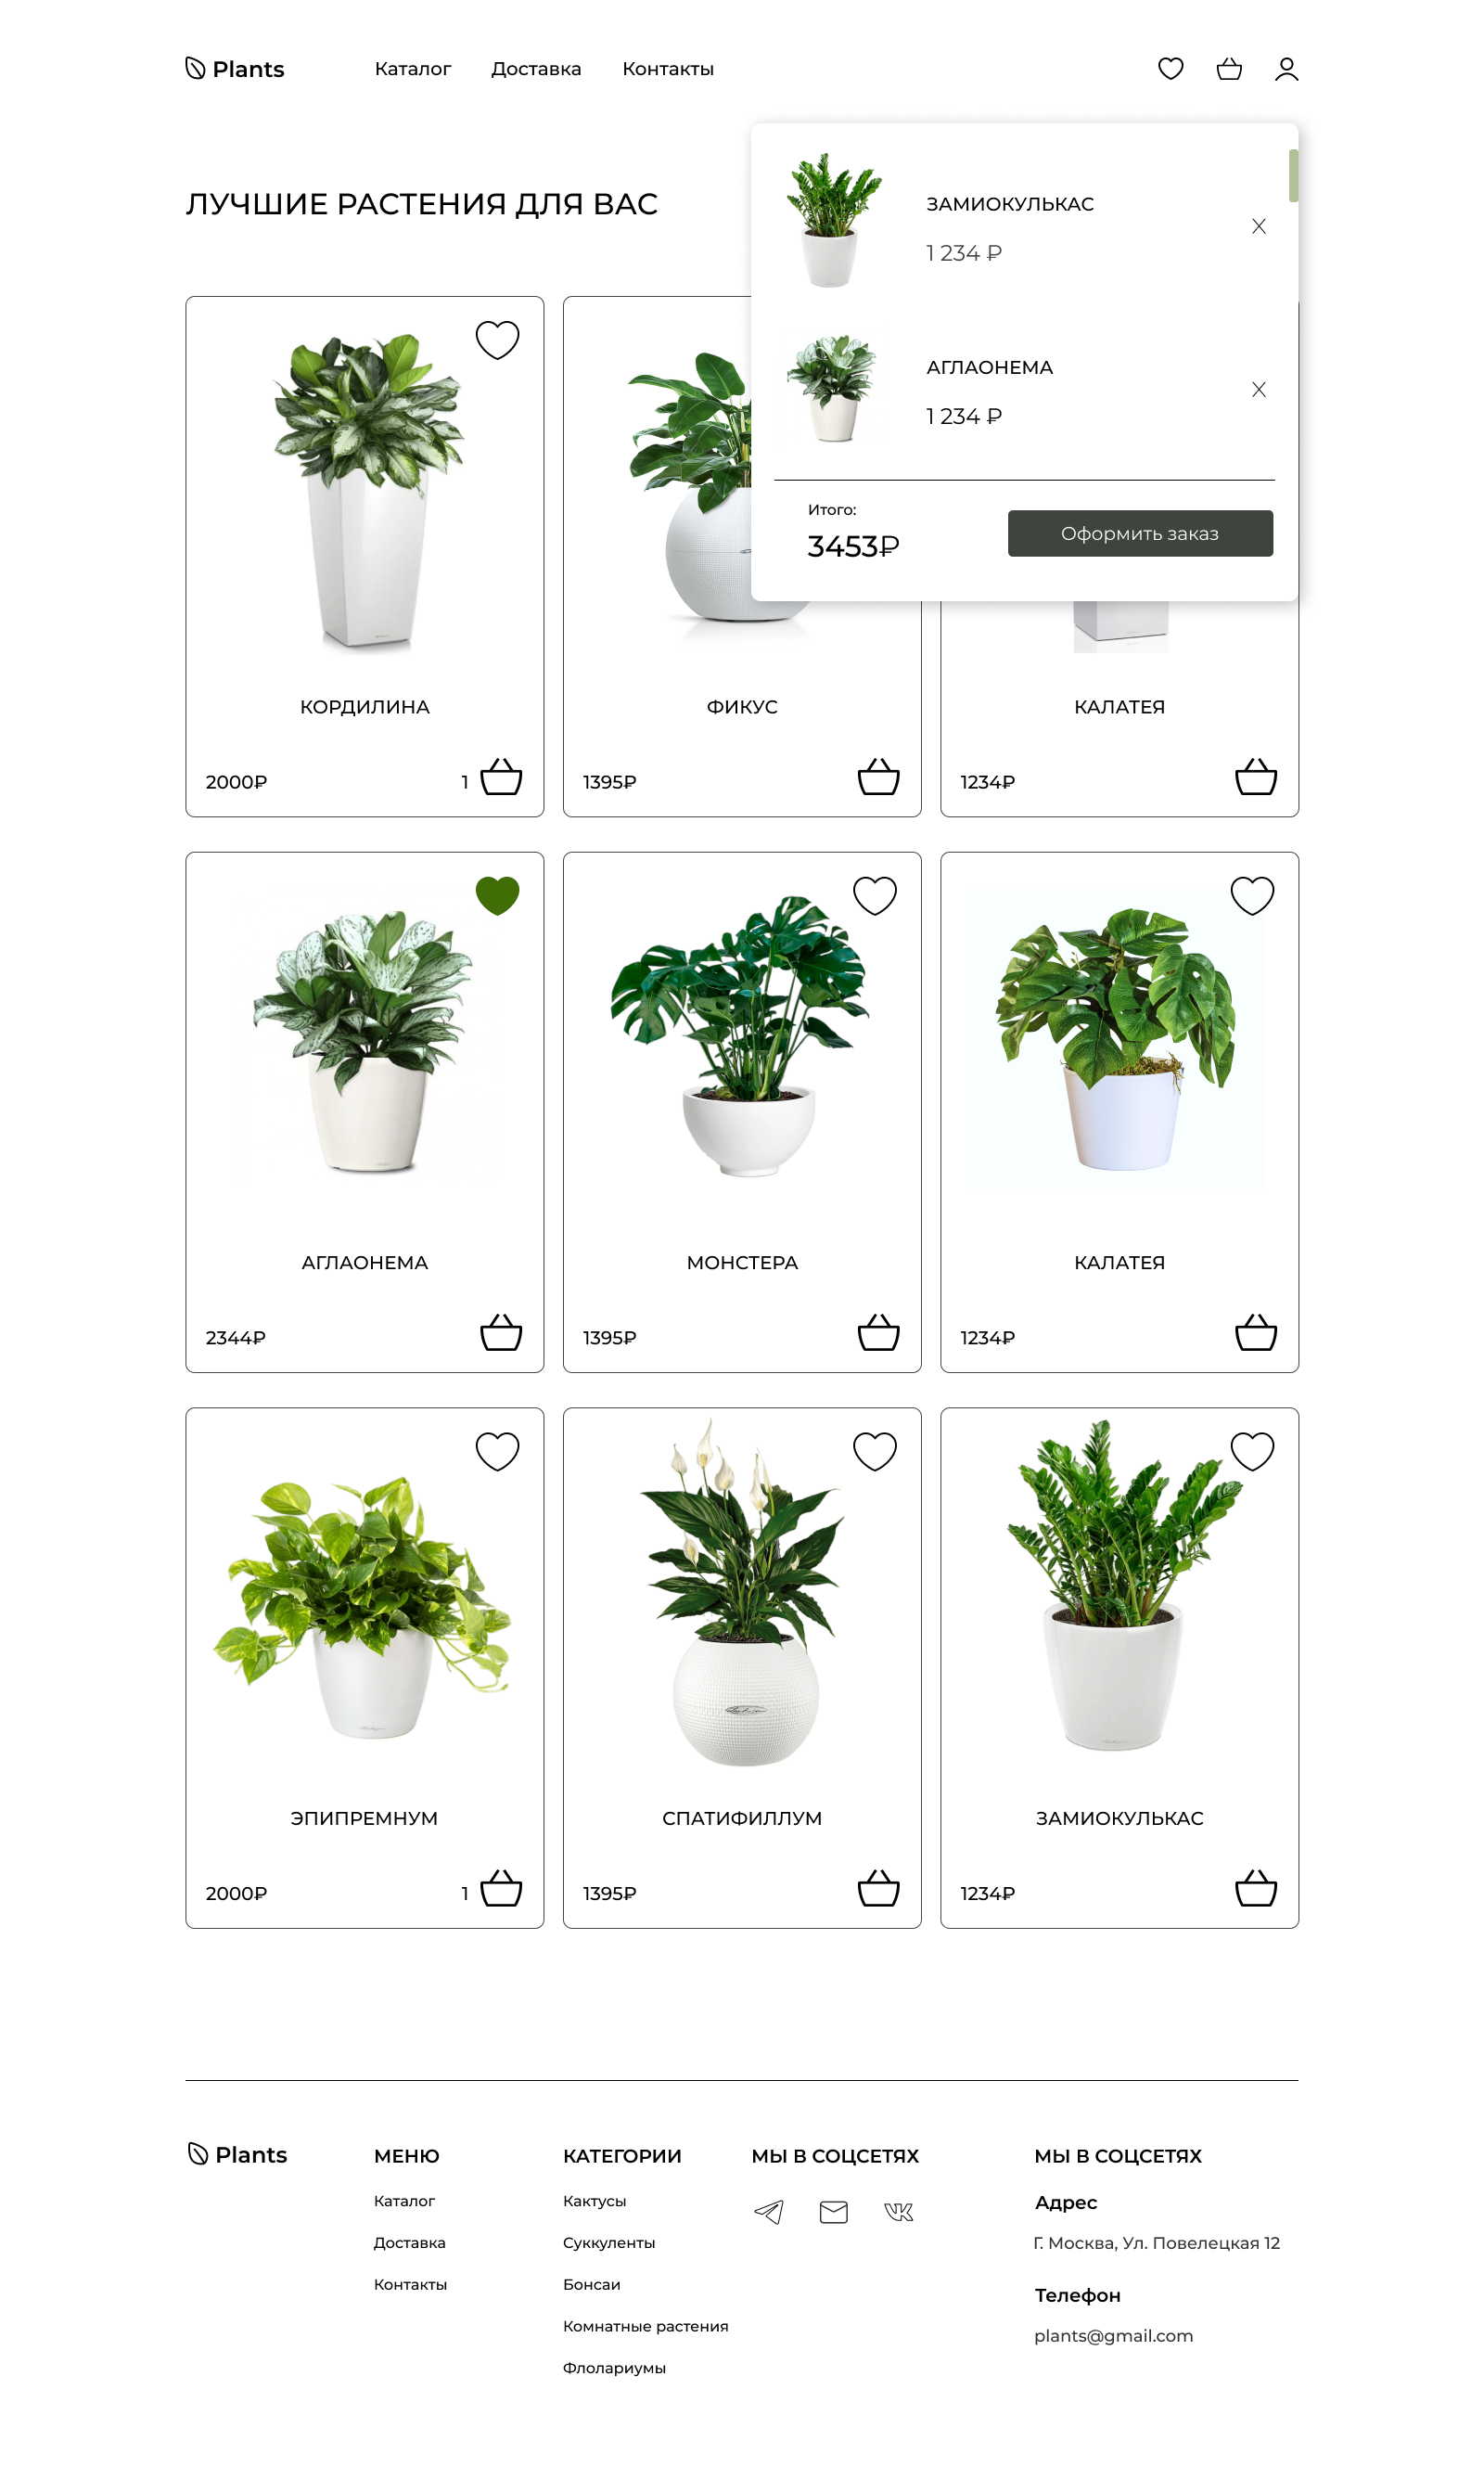 Plants
Каталог
Доставка
Контакты
ЛУЧШИЕ РАСТЕНИЯ ДЛЯ ВАС
ЗАМИОКУЛЬКАС
X
1 234 ₽
АГЛАОНЕМА
X
1 234 ₽
Итого:
3453₽
Оформить заказ
КОРДИЛИНА
2000₽
1
ФИКУС
1395₽
КАЛАТЕЯ
1234₽
АГЛАОНЕМА
2344₽
МОНСТЕРА
1395₽
КАЛАТЕЯ
1234₽
ЭПИПРЕМНУМ
2000₽
1
СПАТИФИЛЛУМ
1395₽
ЗАМИОКУЛЬКАС
1234₽
Plants
МЕНЮ
Каталог
Доставка
Контакты
КАТЕГОРИИ
Кактусы
Суккуленты
Бонсаи
Комнатные растения
Флолариумы
МЫ В СОЦСЕТЯХ
МЫ В СОЦСЕТЯХ
Адрес
Г. Москва, Ул. Повелецкая 12
Телефон
plants@gmail.com